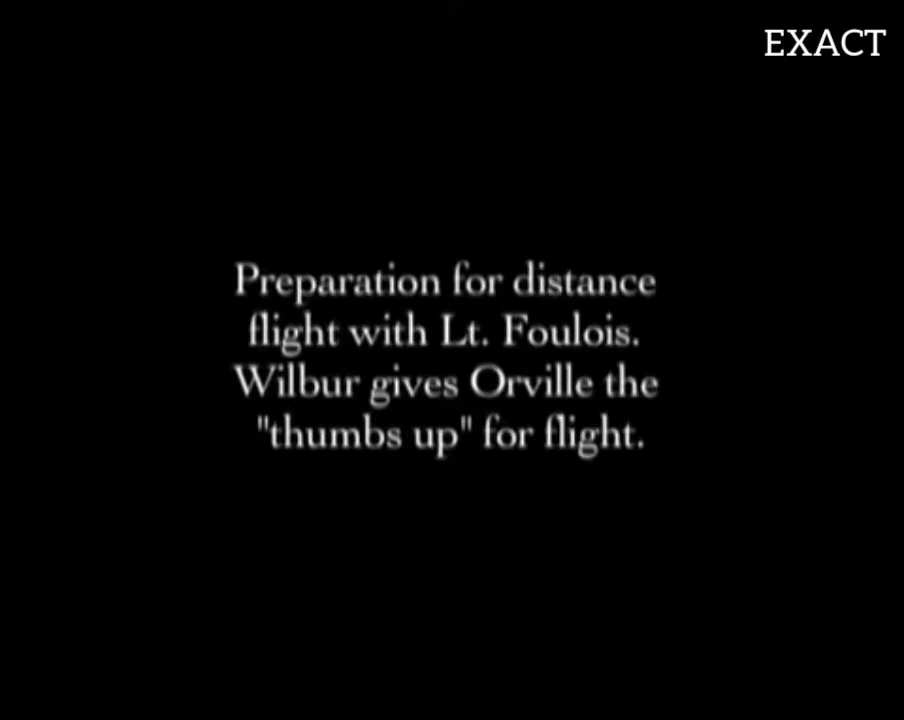 EXACT
Preparation for distance
flight with Lt. Foulois.
Wilbur gives Orville the
"thumbs up" for flight.